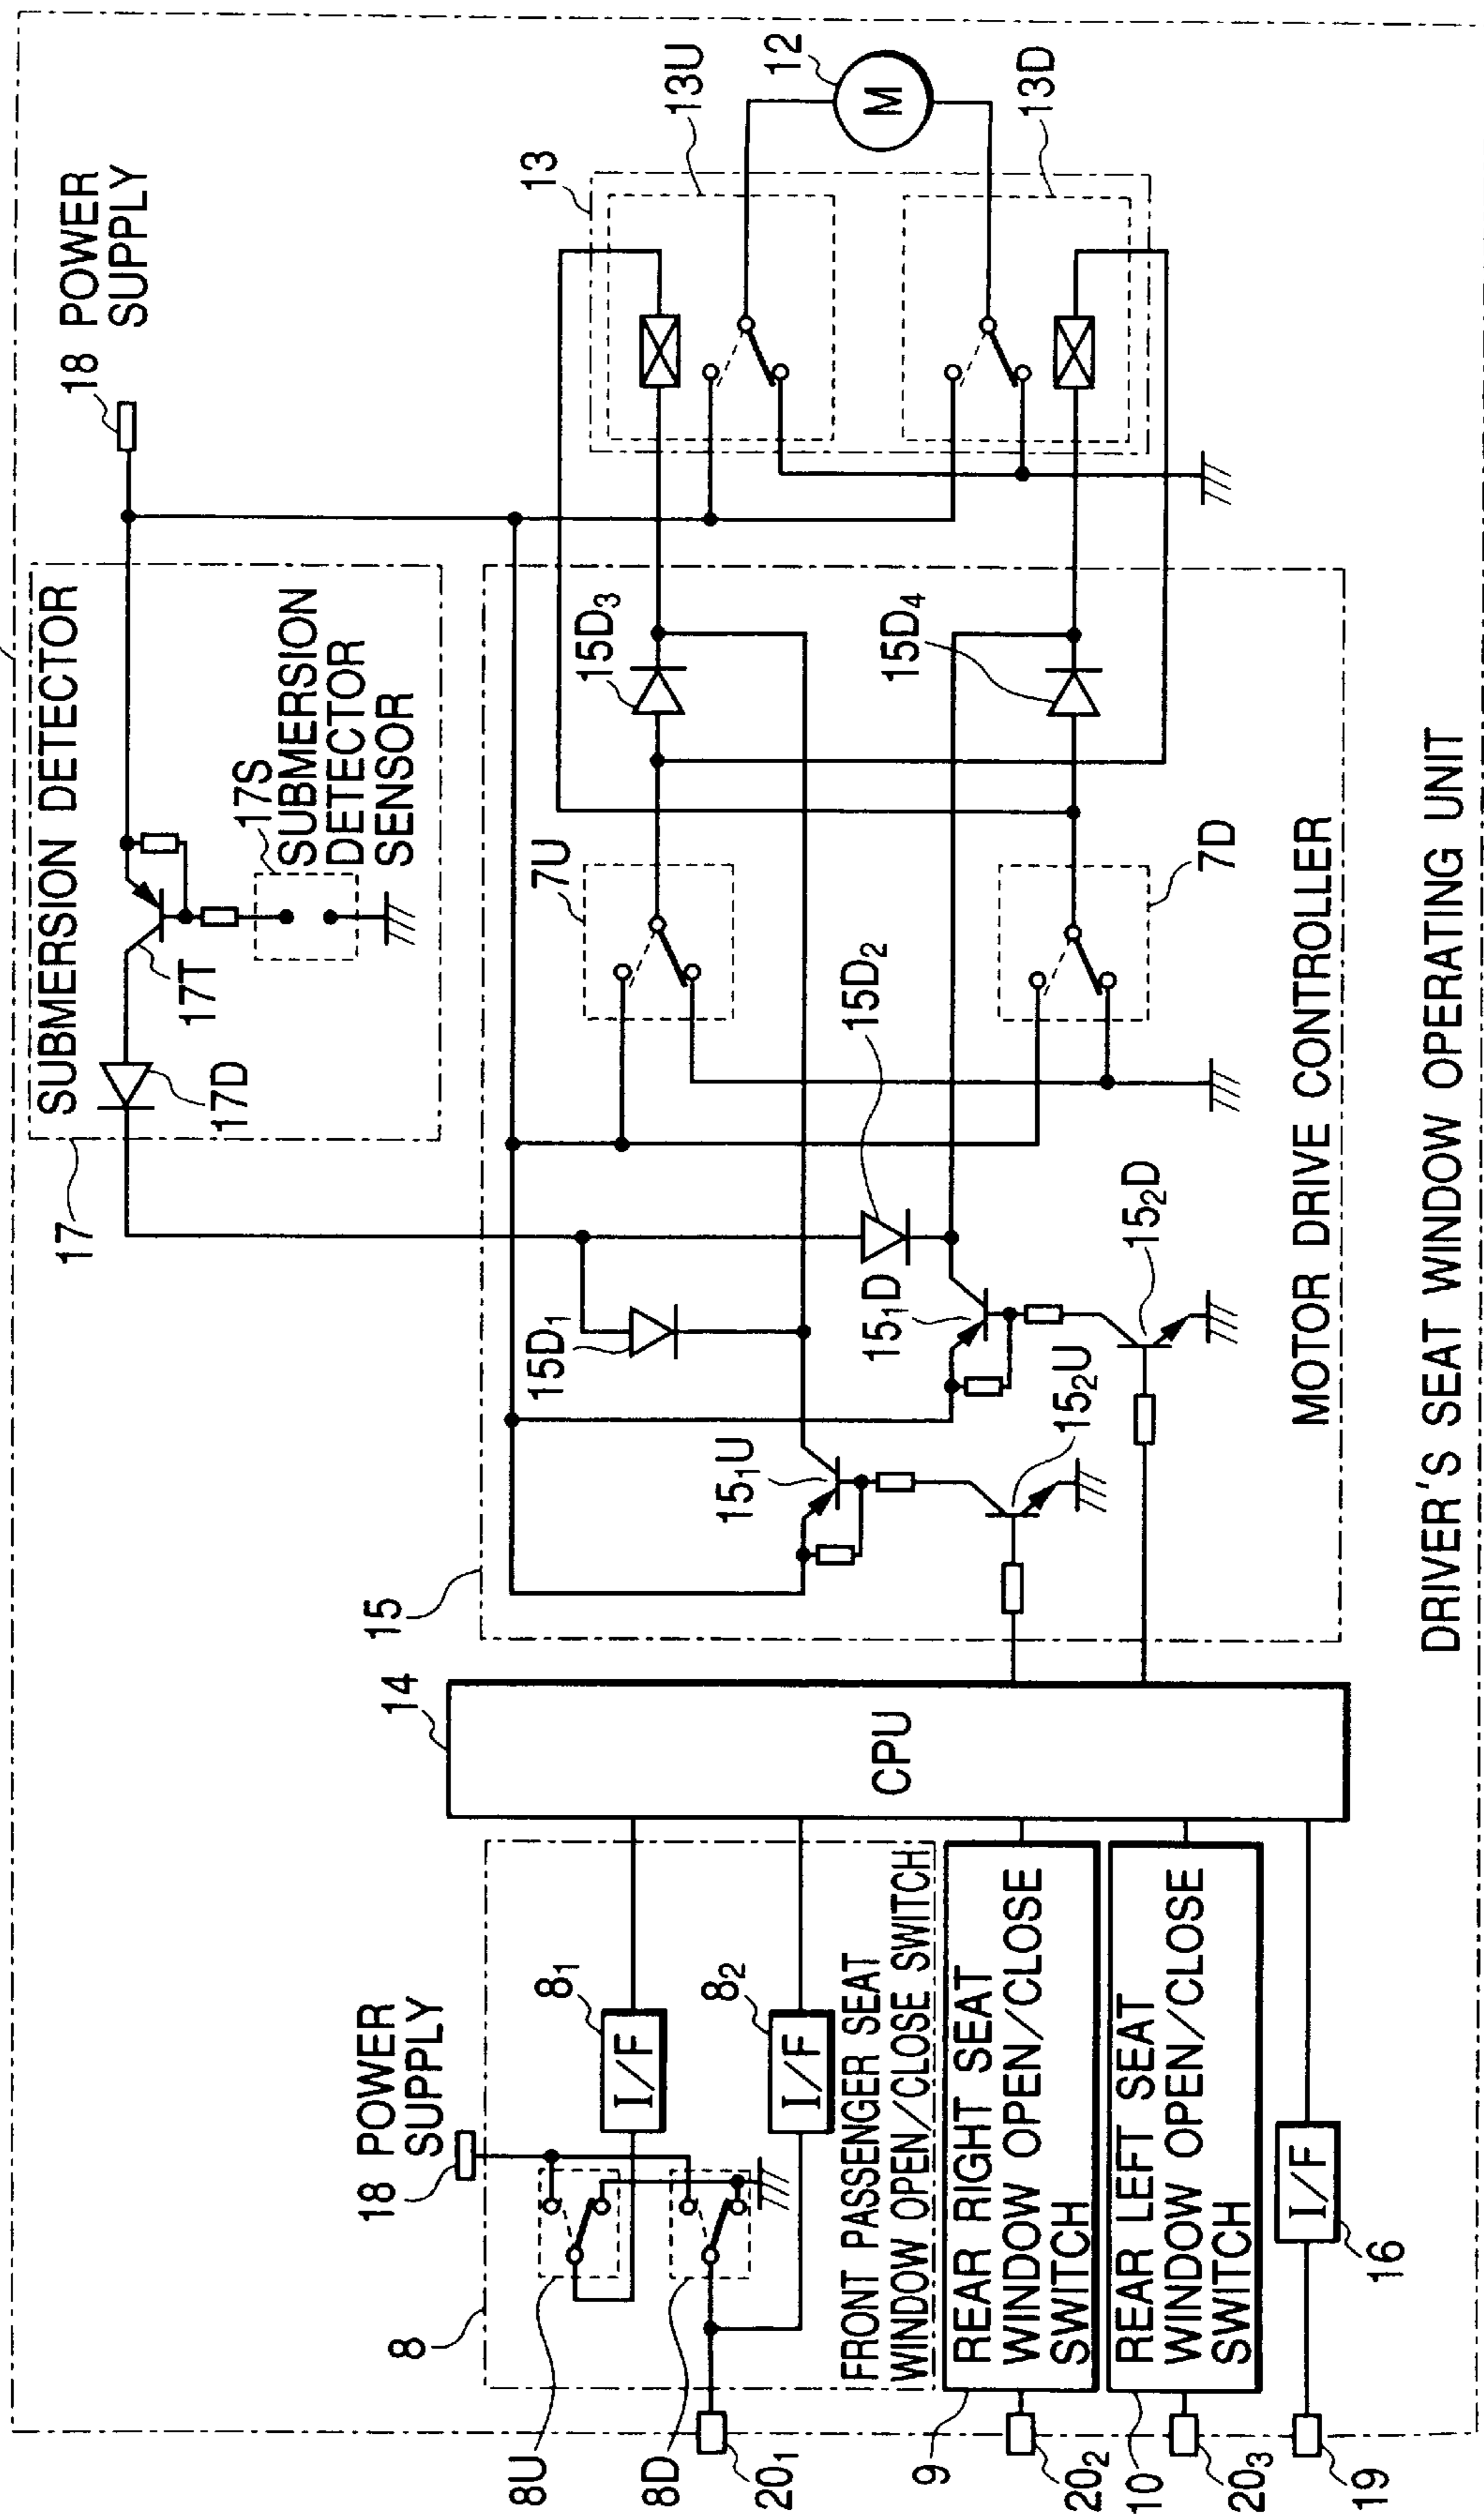 17
SUBMERSION DETECTOR
17D
17T
17S
SUBMERSION
DETECTOR
SENSOR
18 POWER
SUPPLY
18 POWER
SUPPLY
8
8U
8D
8₁
I/F
8₂
I/F
FRONT PASSENGER SEAT
WINDOW OPEN/CLOSE SWITCH
20₁
9
REAR RIGHT SEAT
WINDOW OPEN/CLOSE
SWITCH
20₂
10
REAR LEFT SEAT
WINDOW OPEN/CLOSE
SWITCH
20₃
19
I/F
16
14
CPU
15
15₁U
15₂U
15D₁
15₁D
15₂D
15D₂
7U
7D
15D₃
15D₄
MOTOR DRIVE CONTROLLER
13
13U
13D
12
M
DRIVER'S SEAT WINDOW OPERATING UNIT